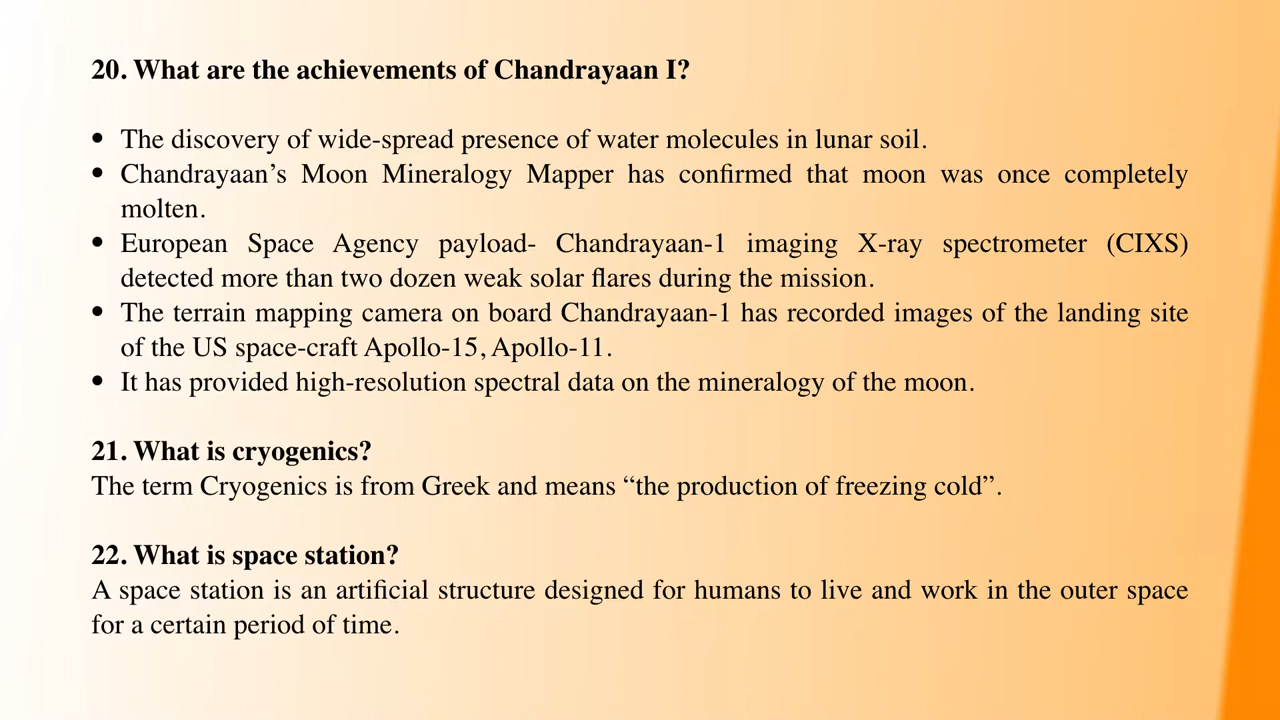 20. What are the achievements of Chandrayaan I?
• The discovery of wide-spread presence of water molecules in lunar soil.
• Chandrayaan’s Moon Mineralogy Mapper has confirmed that moon was once completely
molten.
• European Space Agency payload- Chandrayaan-1 imaging X-ray spectrometer (CIXS)
detected more than two dozen weak solar flares during the mission.
• The terrain mapping camera on board Chandrayaan-1 has recorded images of the landing site
of the US space-craft Apollo-15, Apollo-11.
• It has provided high-resolution spectral data on the mineralogy of the moon.
21. What is cryogenics?
The term Cryogenics is from Greek and means “the production of freezing cold”.
22. What is space station?
A space station is an artificial structure designed for humans to live and work in the outer space
for a certain period of time.